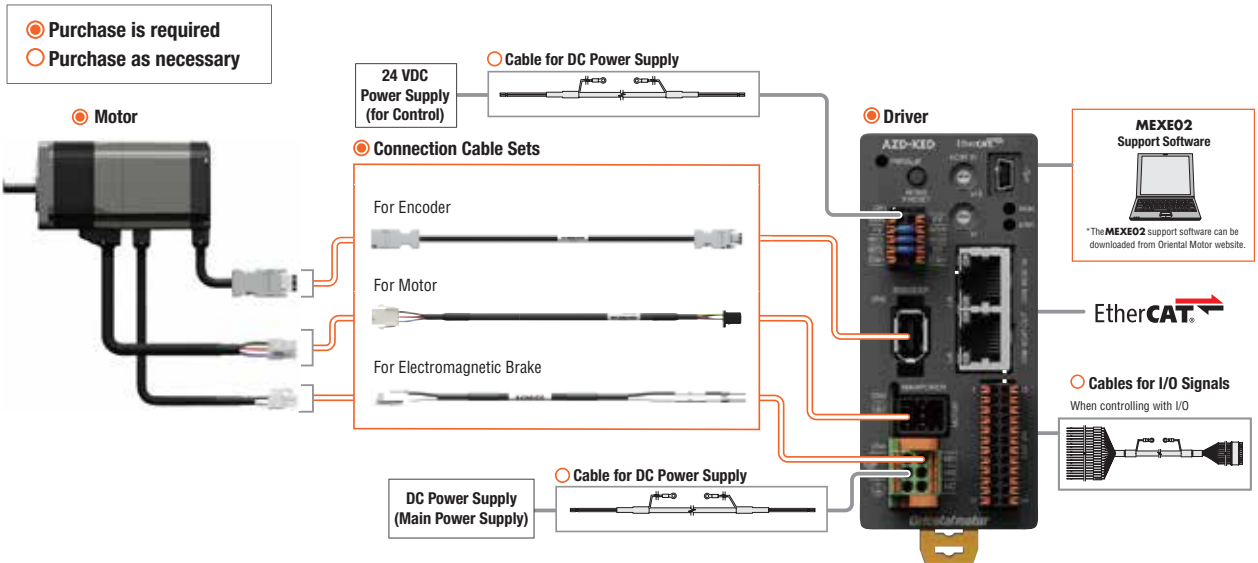 Purchase is required
Purchase as necessary
Motor
24 VDC
Power Supply
(for Control)
Cable for DC Power Supply
Connection Cable Sets
For Encoder
For Motor
For Electromagnetic Brake
DC Power Supply
(Main Power Supply)
Cable for DC Power Supply
Driver
AZD-KED
EtherCAT
MEXE02
Support Software
*The MEXE02 support software can be
downloaded from Oriental Motor website.
EtherCAT®
Cables for I/O Signals
When controlling with I/O
Orientalmotor